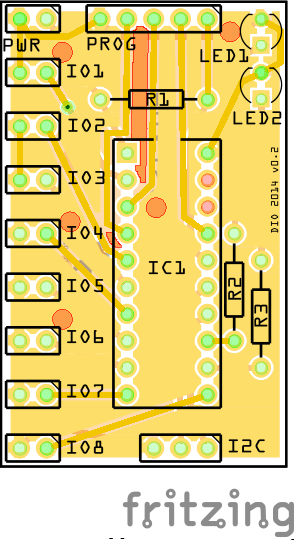 PWR
PROG
LED1
IO1
R1
LED2
IO2
IO3
DIO 2014 v0.2
IO4
IC1
IO5
R2
R3
IO6
IO7
IO8
I2C
fritzing